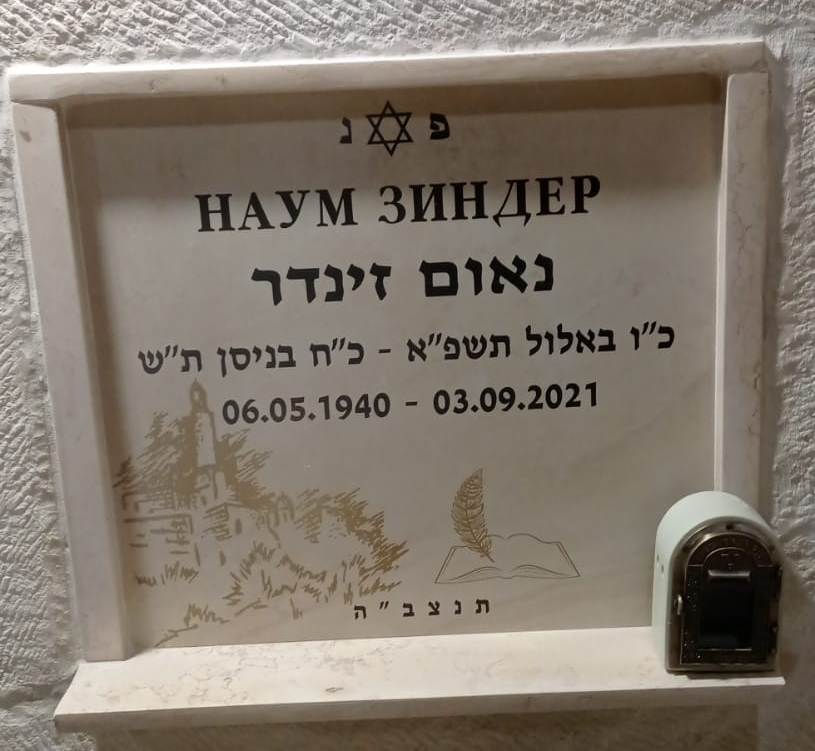 פ נ
НАУМ ЗИНДЕР
נאום זינדר
כ״ו באלול תשפ״א - כ״ח בניסן ת״ש
06.05.1940 - 03.09.2021
ת נ צ ב ״ ה